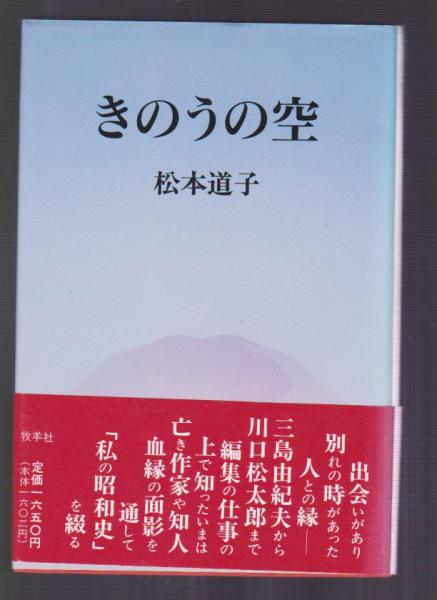 きのうの空
松本道子
出会いがあり
別れの時があった
人との縁──
三島由紀夫から
川口松太郎まで
編集の仕事の
上で知ったいまは
亡き作家や知人
血縁の面影を
通して
「私の昭和史」
を綴る
牧羊社
定価一六五〇円
(本体一六〇二円)